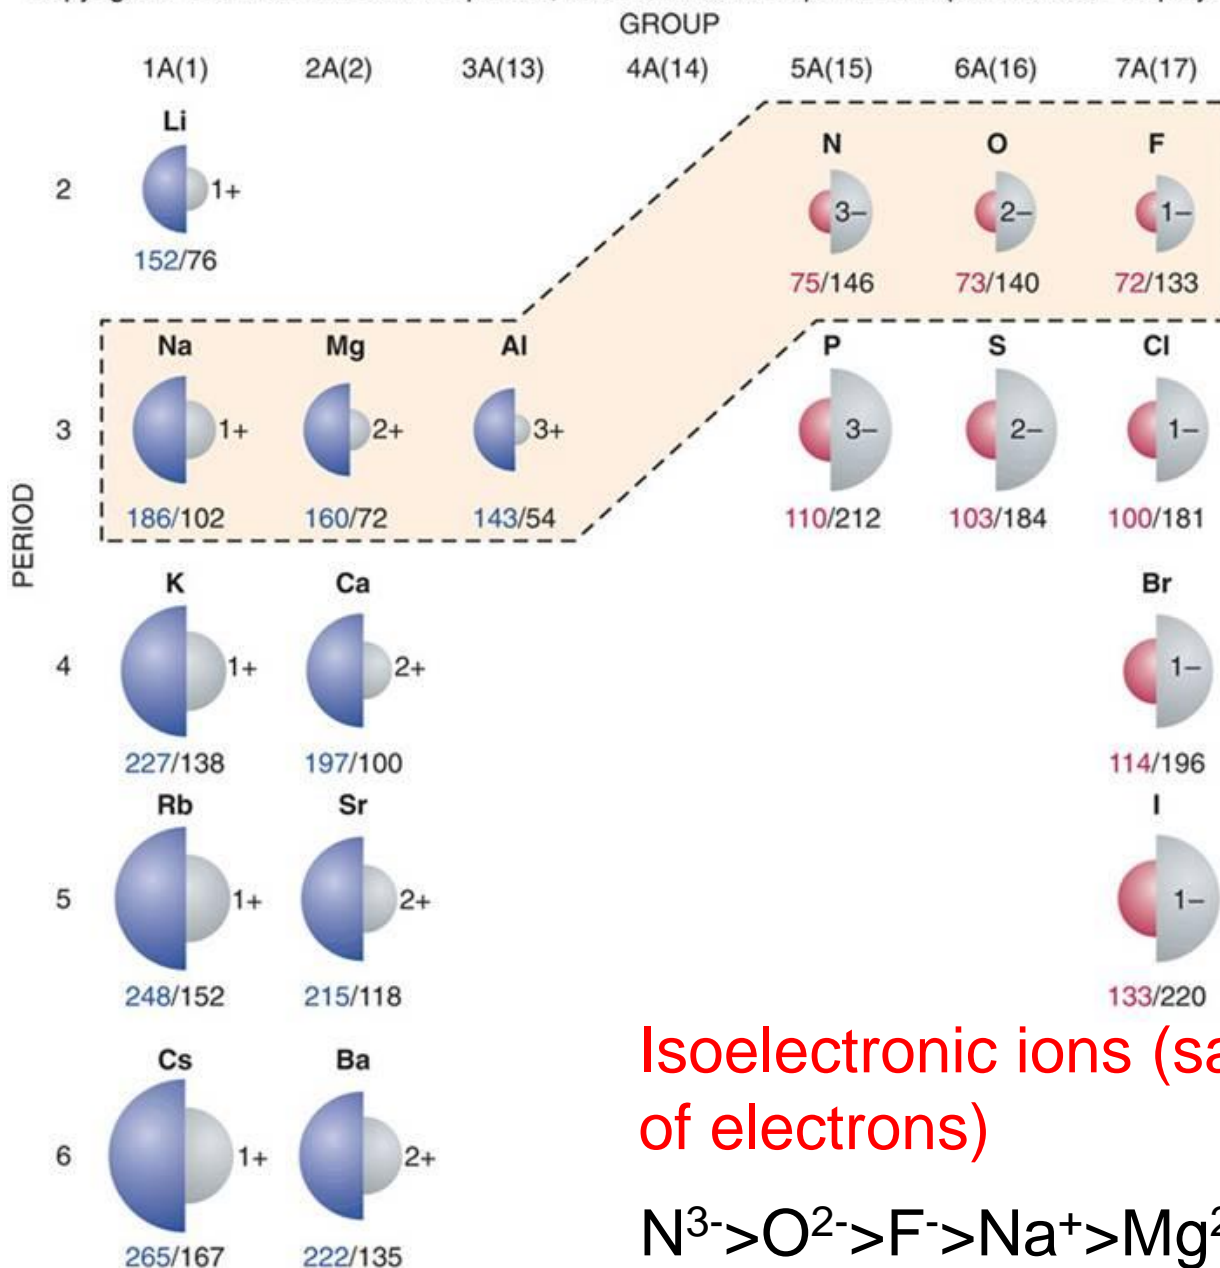 GROUP
1A(1) 2A(2) 3A(13) 4A(14) 5A(15) 6A(16) 7A(17)
Li N O F
2 1+ 3– 2– 1–
152/76 75/146 73/140 72/133
Na Mg Al P S Cl
3 1+ 2+ 3+ 3– 2– 1–
186/102 160/72 143/54 110/212 103/184 100/181
PERIOD
K Ca Br
4 1+ 2+ 1–
227/138 197/100 114/196
Rb Sr I
5 1+ 2+ 1–
248/152 215/118 133/220
Cs Ba
6 1+ 2+
265/167 222/135
Isoelectronic ions (sa
of electrons)
N³⁻>O²⁻>F⁻>Na⁺>Mg²